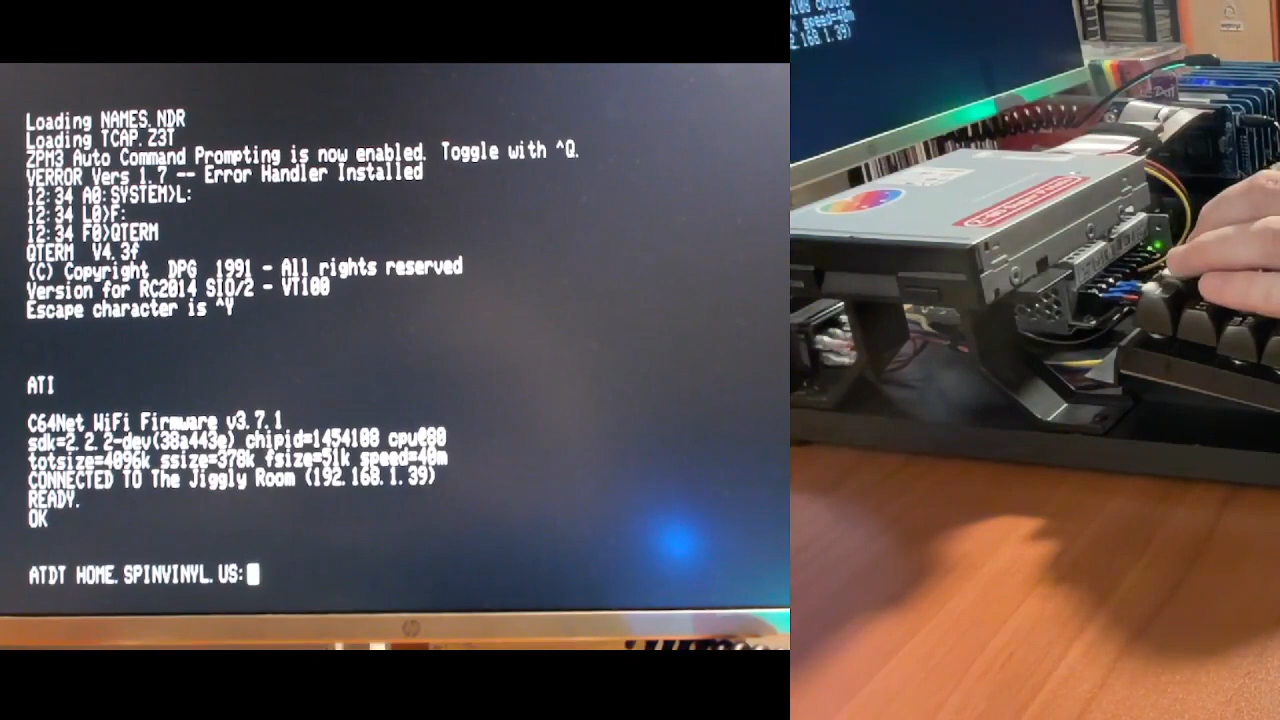 Loading NAMES.NDR
Loading TCAP.Z3T
ZPM3 Auto Command Prompting is now enabled. Toggle with ^Q.
VERROR Vers 1.7 -- Error Handler Installed
12:34 A0:SYSTEM>L:
12:34 L0>F:
12:34 F0>QTERM
QTERM V4.3f
(C) Copyright DPG 1991 - All rights reserved
Version for RC2014 SIO/2 - VT100
Escape character is ^Y
ATI
C64Net WiFi Firmware v3.7.1
sdk=2.2.2-dev(38a443e) chipid=1454108 cpu@80
totsize=4096k ssize=378k fsize=51k speed=40m
CONNECTED TO The Jiggly Room (192.168.1.39)
READY.
OK
ATDT HOME.SPINVINYL.US:
speed=40m